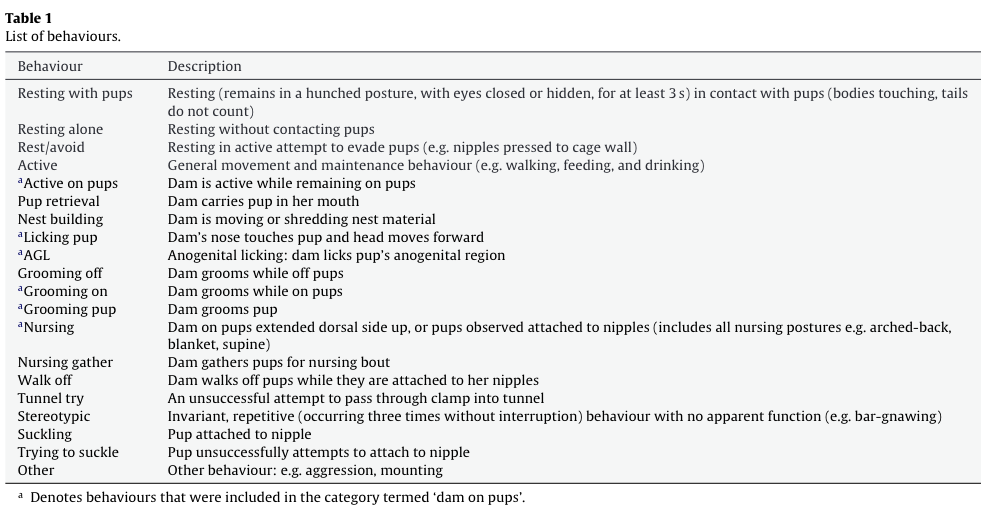 Table 1
List of behaviours.
Behaviour Description
Resting with pups Resting (remains in a hunched posture, with eyes closed or hidden, for at least 3 s) in contact with pups (bodies touching, tails
do not count)
Resting alone Resting without contacting pups
Rest/avoid Resting in active attempt to evade pups (e.g. nipples pressed to cage wall)
Active General movement and maintenance behaviour (e.g. walking, feeding, and drinking)
ᵃActive on pups Dam is active while remaining on pups
Pup retrieval Dam carries pup in her mouth
Nest building Dam is moving or shredding nest material
ᵃLicking pup Dam's nose touches pup and head moves forward
ᵃAGL Anogenital licking: dam licks pup's anogenital region
Grooming off Dam grooms while off pups
ᵃGrooming on Dam grooms while on pups
ᵃGrooming pup Dam grooms pup
ᵃNursing Dam on pups extended dorsal side up, or pups observed attached to nipples (includes all nursing postures e.g. arched-back,
blanket, supine)
Nursing gather Dam gathers pups for nursing bout
Walk off Dam walks off pups while they are attached to her nipples
Tunnel try An unsuccessful attempt to pass through clamp into tunnel
Stereotypic Invariant, repetitive (occurring three times without interruption) behaviour with no apparent function (e.g. bar-gnawing)
Suckling Pup attached to nipple
Trying to suckle Pup unsuccessfully attempts to attach to nipple
Other Other behaviour: e.g. aggression, mounting
ᵃ Denotes behaviours that were included in the category termed 'dam on pups'.